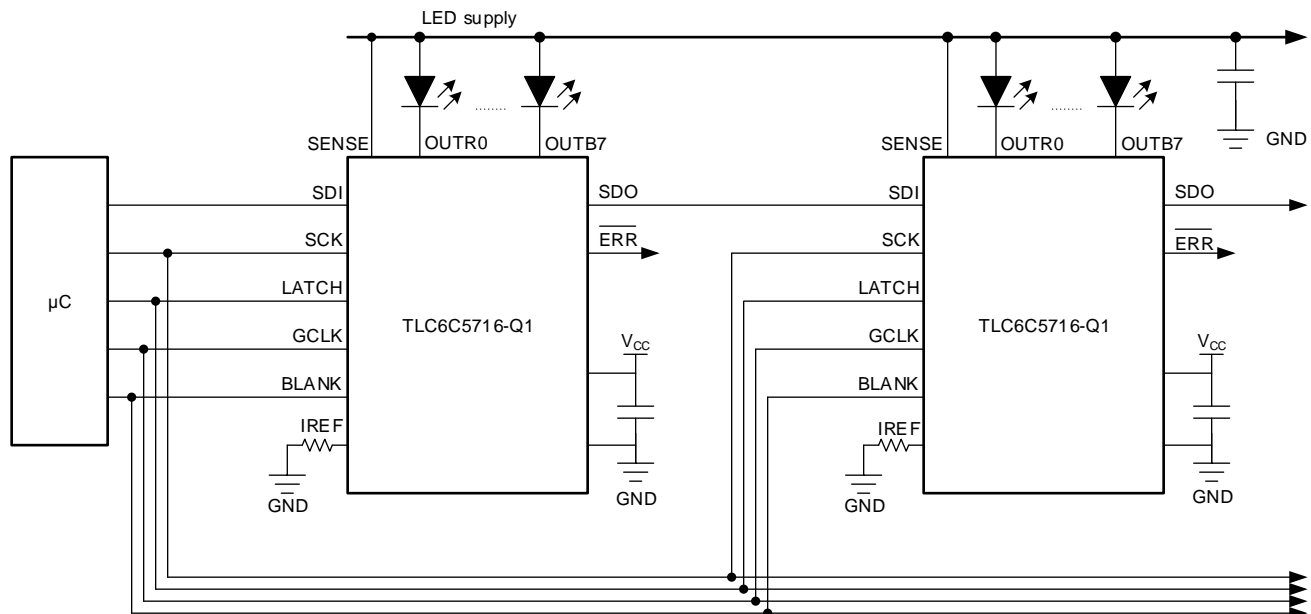 LED supply
SENSE
OUTR0
OUTB7
SENSE
OUTR0
OUTB7
GND
µC
SDI
SCK
LATCH
GCLK
BLANK
IREF
GND
TLC6C5716-Q1
SDO
ERR
VCC
GND
SDI
SCK
LATCH
GCLK
BLANK
IREF
GND
TLC6C5716-Q1
SDO
ERR
VCC
GND